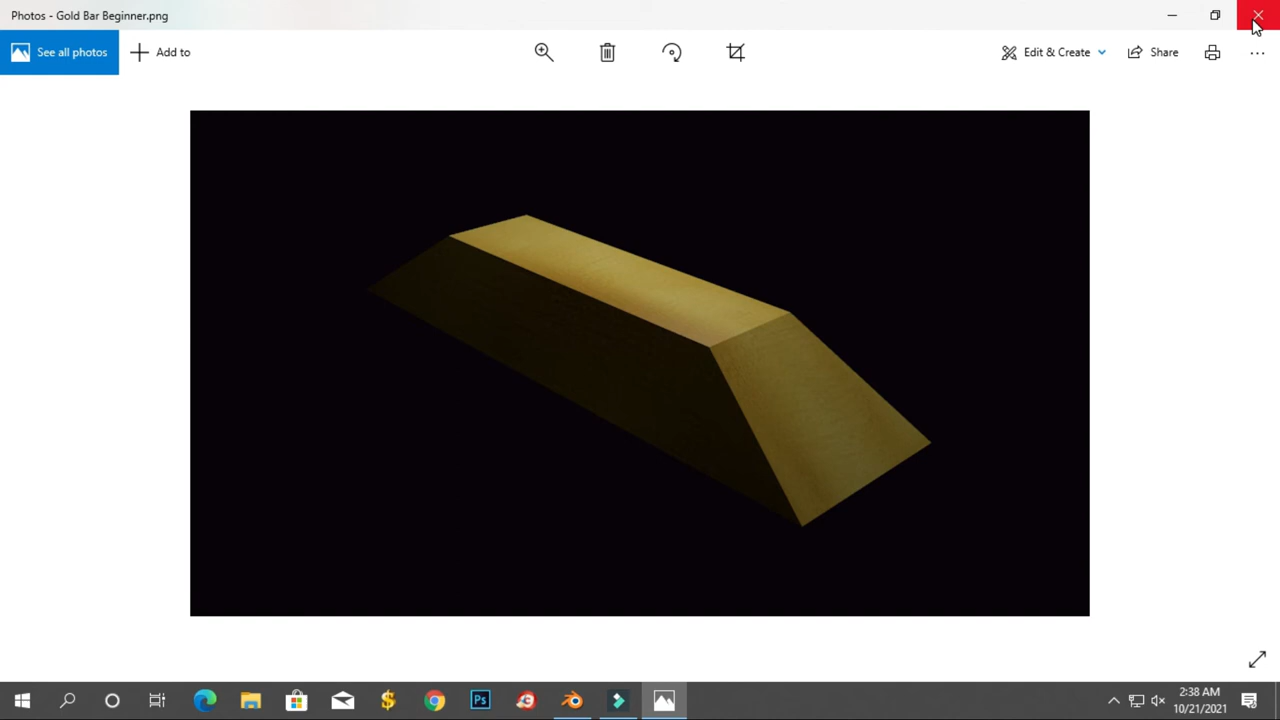 Photos - Gold Bar Beginner.png
See all photos
Add to
Edit & Create
Share
Ps
2:38 AM
10/21/2021